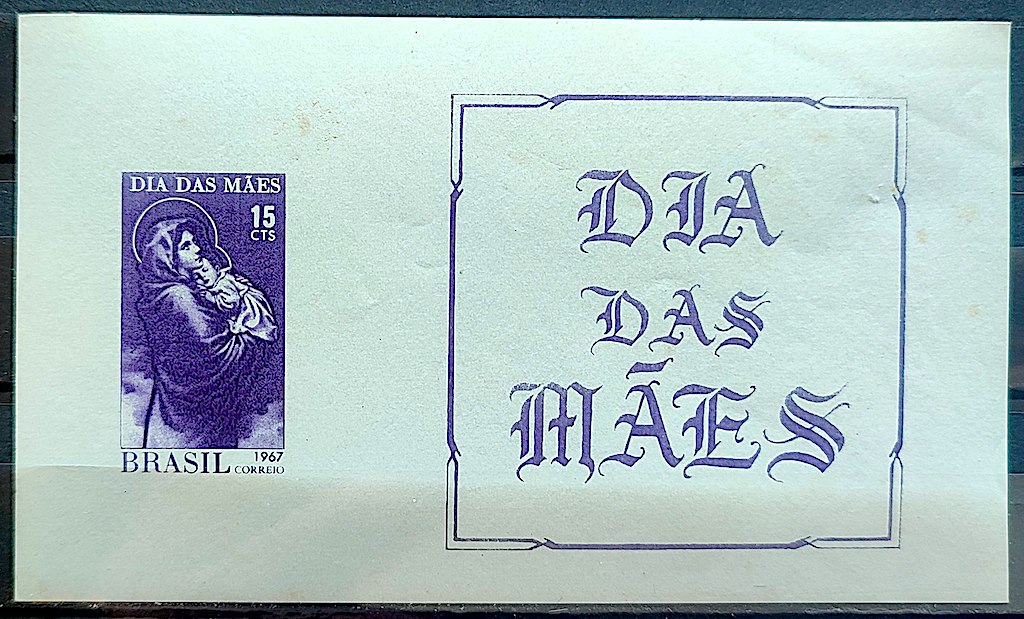 DIA DAS MÃES
15
CTS
1967
BRASIL CORREIO
DIA
DAS
MÃES